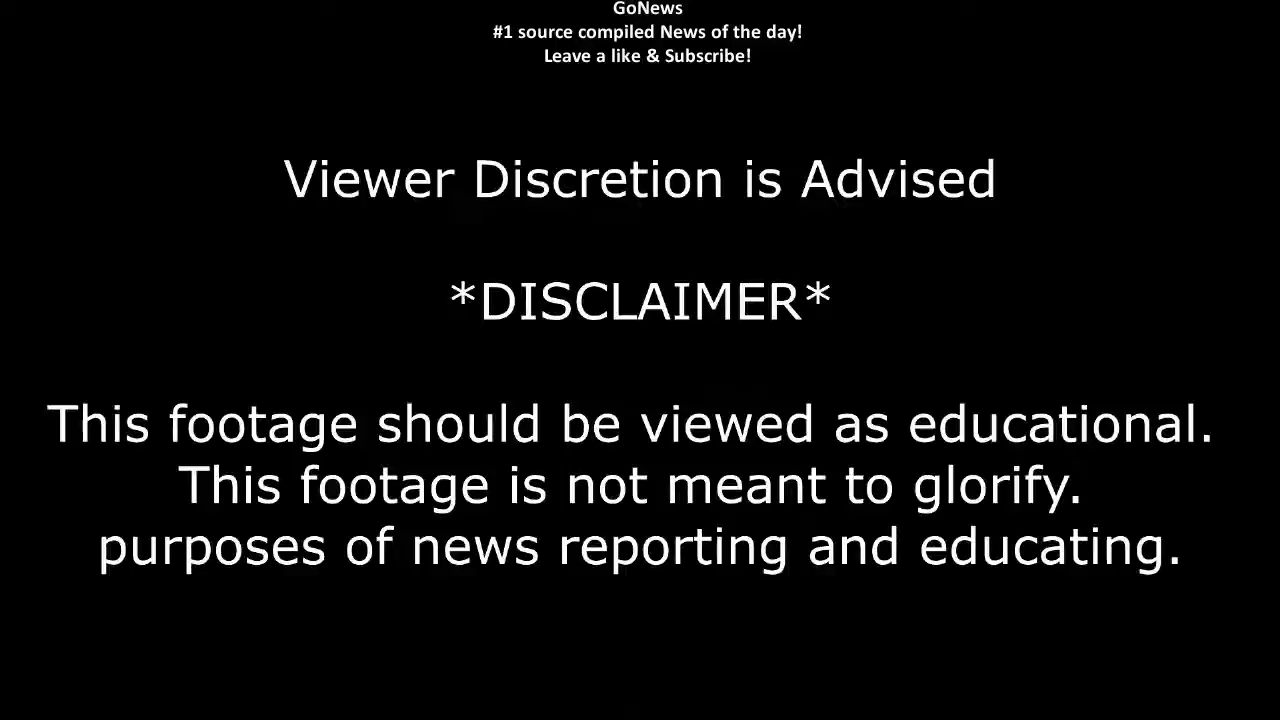 GoNews
#1 source compiled News of the day!
Leave a like & Subscribe!
Viewer Discretion is Advised
*DISCLAIMER*
This footage should be viewed as educational.
This footage is not meant to glorify.
purposes of news reporting and educating.